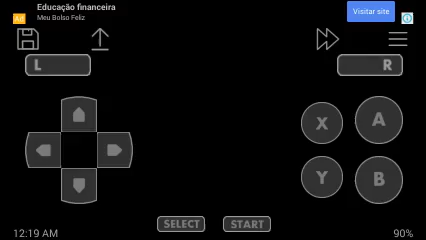 Educação financeira
Ad
Meu Bolso Feliz
Visitar site
L
R
X
A
Y
B
SELECT
START
12:19 AM
90%